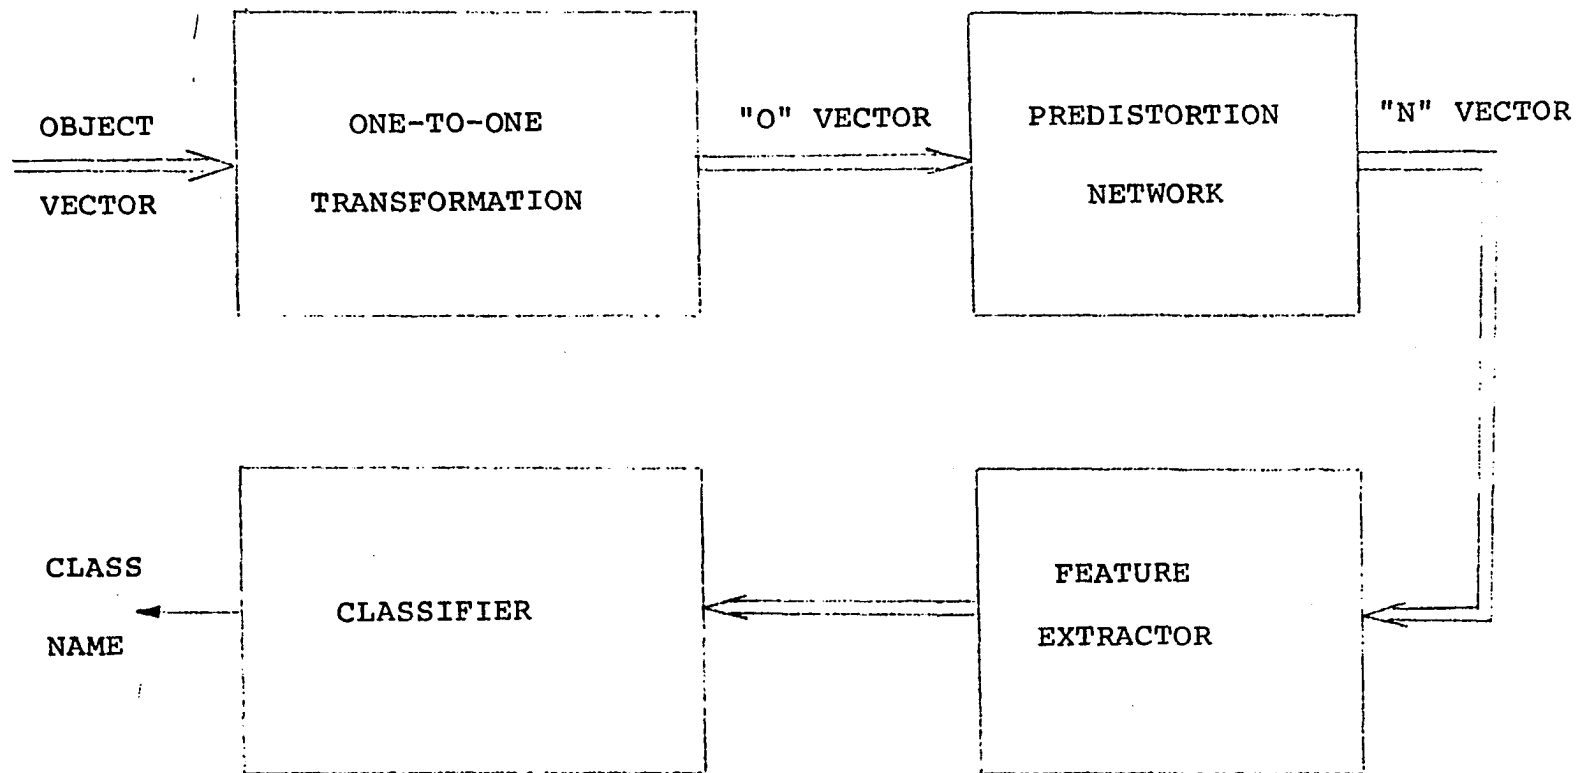 OBJECT
VECTOR
ONE-TO-ONE
TRANSFORMATION
"O" VECTOR
PREDISTORTION
NETWORK
"N" VECTOR
FEATURE
EXTRACTOR
CLASSIFIER
CLASS
NAME